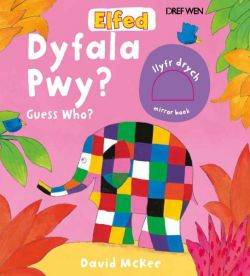 Elfed
DREF WEN
Dyfala
Pwy?
Guess Who?
llyfr drych
mirror book
David McKee